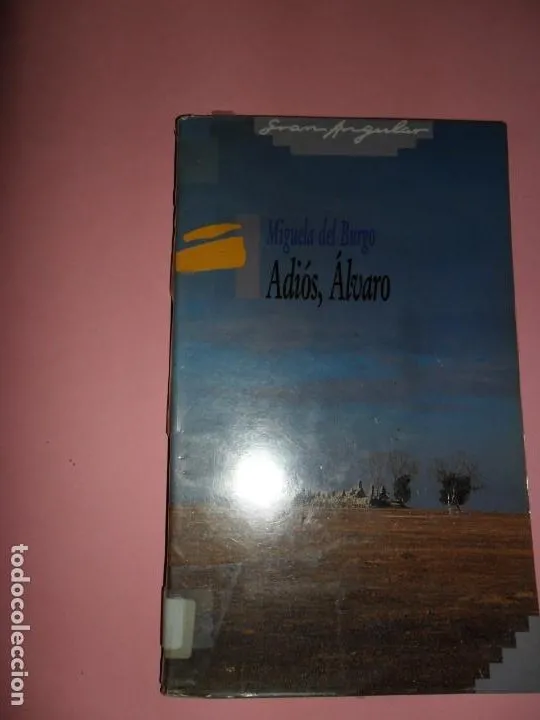 Gran Angular
Miguela del Burgo
Adiós, Álvaro
todocoleccion